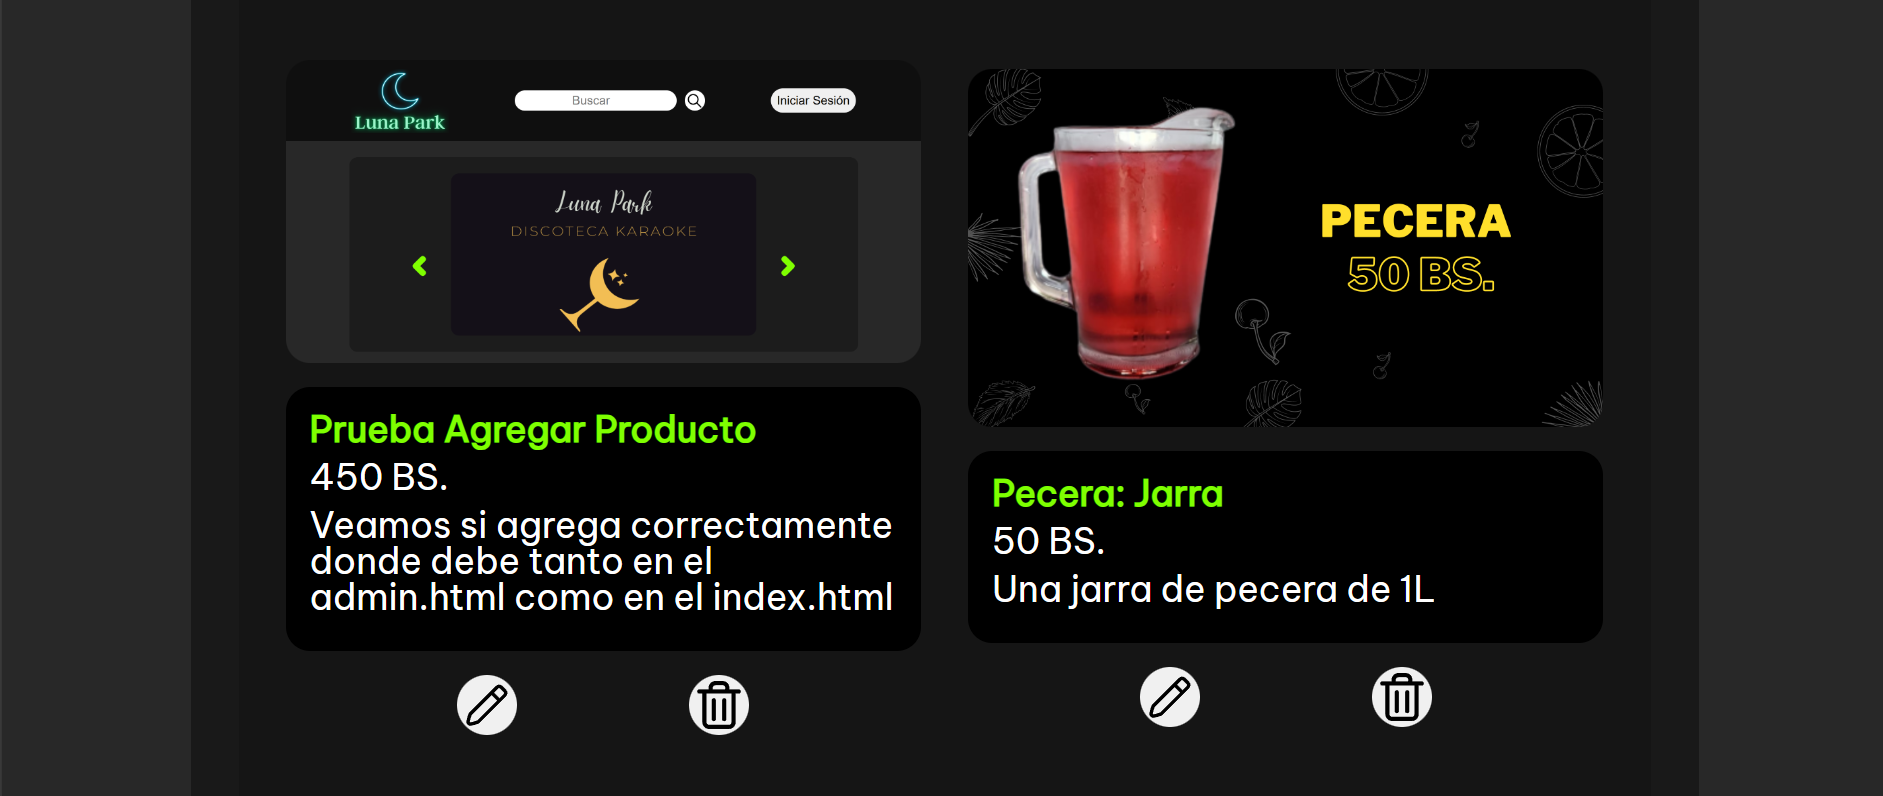 Luna Park
Buscar
Iniciar Sesión
Luna Park
DISCOTECA KARAOKE
Prueba Agregar Producto
450 BS.
Veamos si agrega correctamente
donde debe tanto en el
admin.html como en el index.html
PECERA
50 BS.
Pecera: Jarra
50 BS.
Una jarra de pecera de 1L